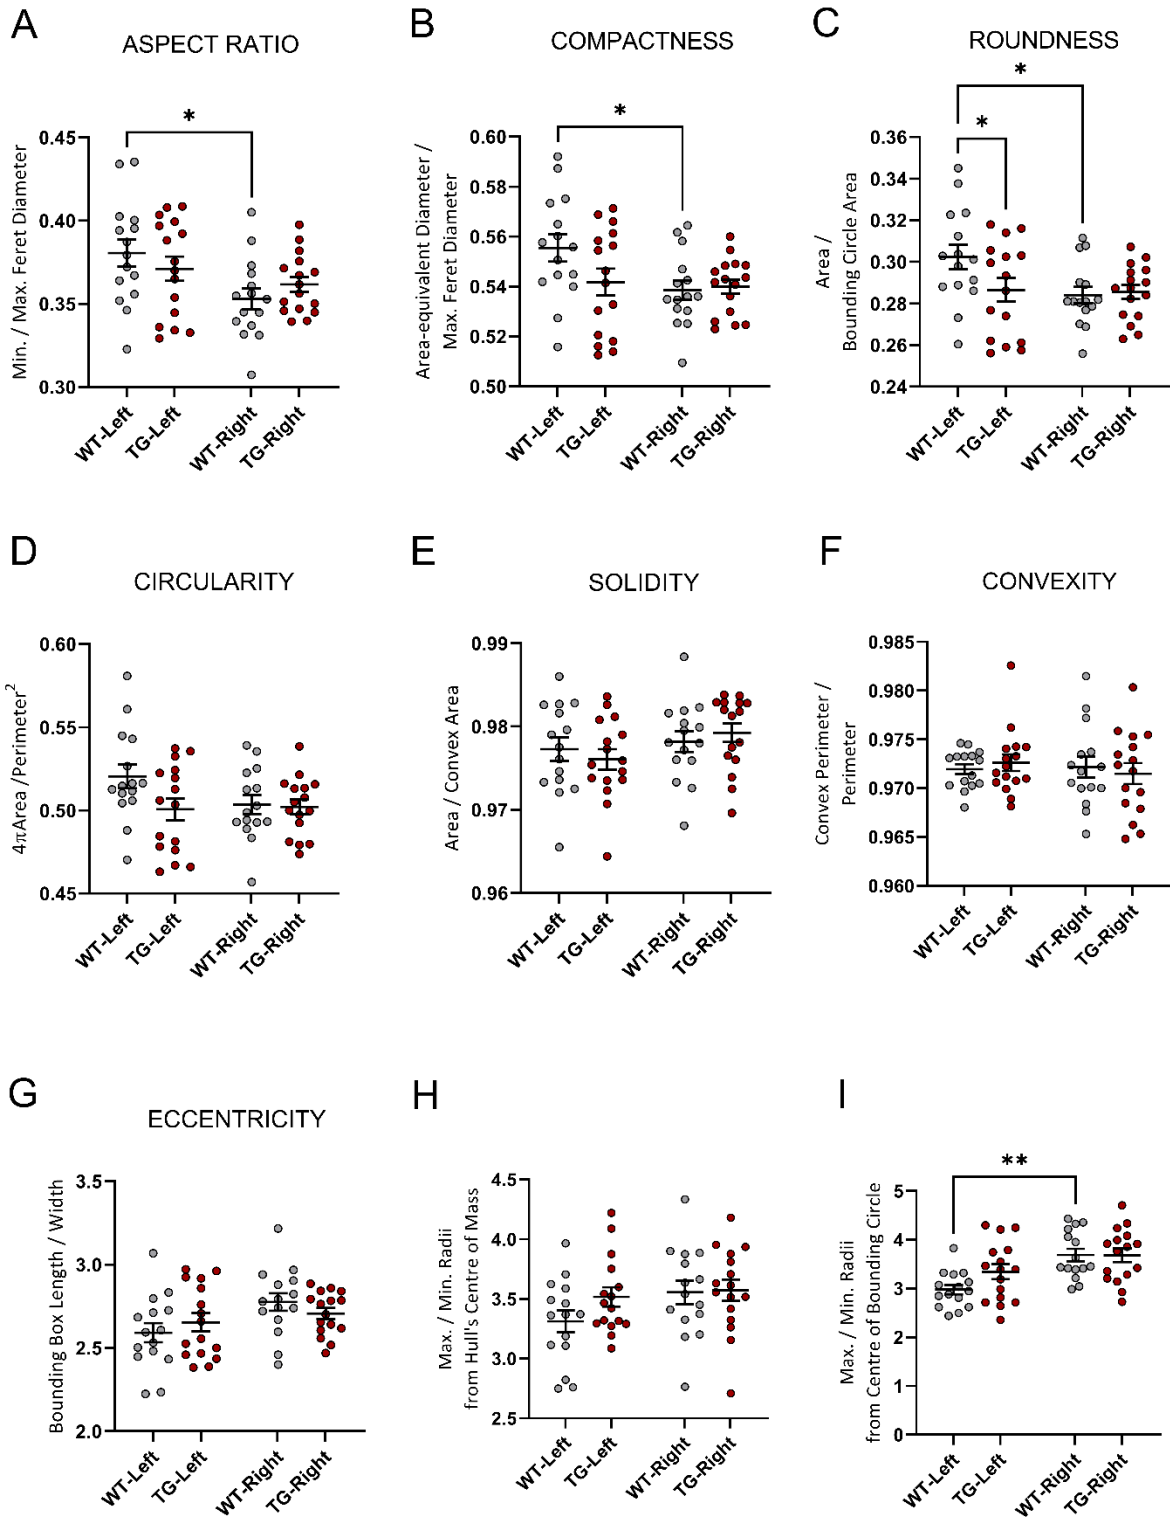 A
ASPECT RATIO
*
Min. / Max. Feret Diameter
0.45
0.40
0.35
0.30
WT-Left
TG-Left
WT-Right
TG-Right
B
COMPACTNESS
*
Area-equivalent Diameter /
Max. Feret Diameter
0.60
0.58
0.56
0.54
0.52
0.50
WT-Left
TG-Left
WT-Right
TG-Right
C
ROUNDNESS
*
*
Area /
Bounding Circle Area
0.36
0.34
0.32
0.30
0.28
0.26
0.24
WT-Left
TG-Left
WT-Right
TG-Right
D
CIRCULARITY
4πArea /Perimeter²
0.60
0.55
0.50
0.45
WT-Left
TG-Left
WT-Right
TG-Right
E
SOLIDITY
Area / Convex Area
0.99
0.98
0.97
0.96
WT-Left
TG-Left
WT-Right
TG-Right
F
CONVEXITY
Convex Perimeter /
Perimeter
0.985
0.980
0.975
0.970
0.965
0.960
WT-Left
TG-Left
WT-Right
TG-Right
G
ECCENTRICITY
Bounding Box Length / Width
3.5
3.0
2.5
2.0
WT-Left
TG-Left
WT-Right
TG-Right
H
Max. / Min. Radii
from Hull's Centre of Mass
4.5
4.0
3.5
3.0
2.5
WT-Left
TG-Left
WT-Right
TG-Right
I
**
Max. / Min. Radii
from Centre of Bounding Circle
5
4
3
2
1
0
WT-Left
TG-Left
WT-Right
TG-Right